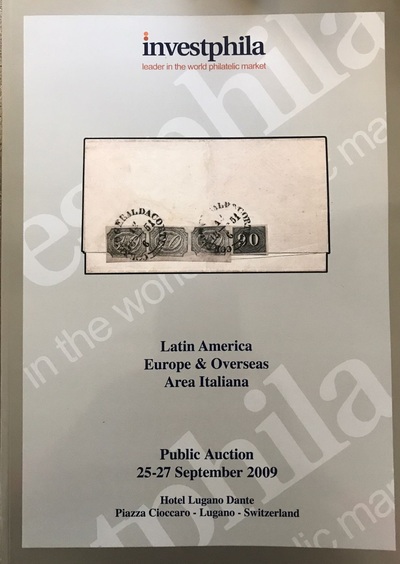 investphila
leader in the world philatelic market
90
Latin America
Europe & Overseas
Area Italiana
Public Auction
25-27 September 2009
Hotel Lugano Dante
Piazza Cioccaro - Lugano - Switzerland